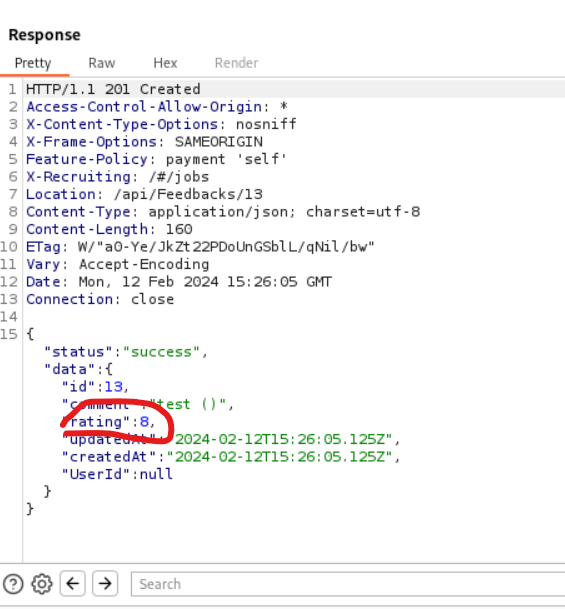 Response
Pretty Raw Hex Render
1 HTTP/1.1 201 Created
2 Access-Control-Allow-Origin: *
3 X-Content-Type-Options: nosniff
4 X-Frame-Options: SAMEORIGIN
5 Feature-Policy: payment 'self'
6 X-Recruiting: /#/jobs
7 Location: /api/Feedbacks/13
8 Content-Type: application/json; charset=utf-8
9 Content-Length: 160
10 ETag: W/"a0-Ye/JkZt22PDoUnGSblL/qNil/bw"
11 Vary: Accept-Encoding
12 Date: Mon, 12 Feb 2024 15:26:05 GMT
13 Connection: close
14
15 {
"status":"success",
"data":{
"id":13,
"comment":"test ()",
"rating":8,
"updatedAt":"2024-02-12T15:26:05.125Z",
"createdAt":"2024-02-12T15:26:05.125Z",
"UserId":null
}
}
Search